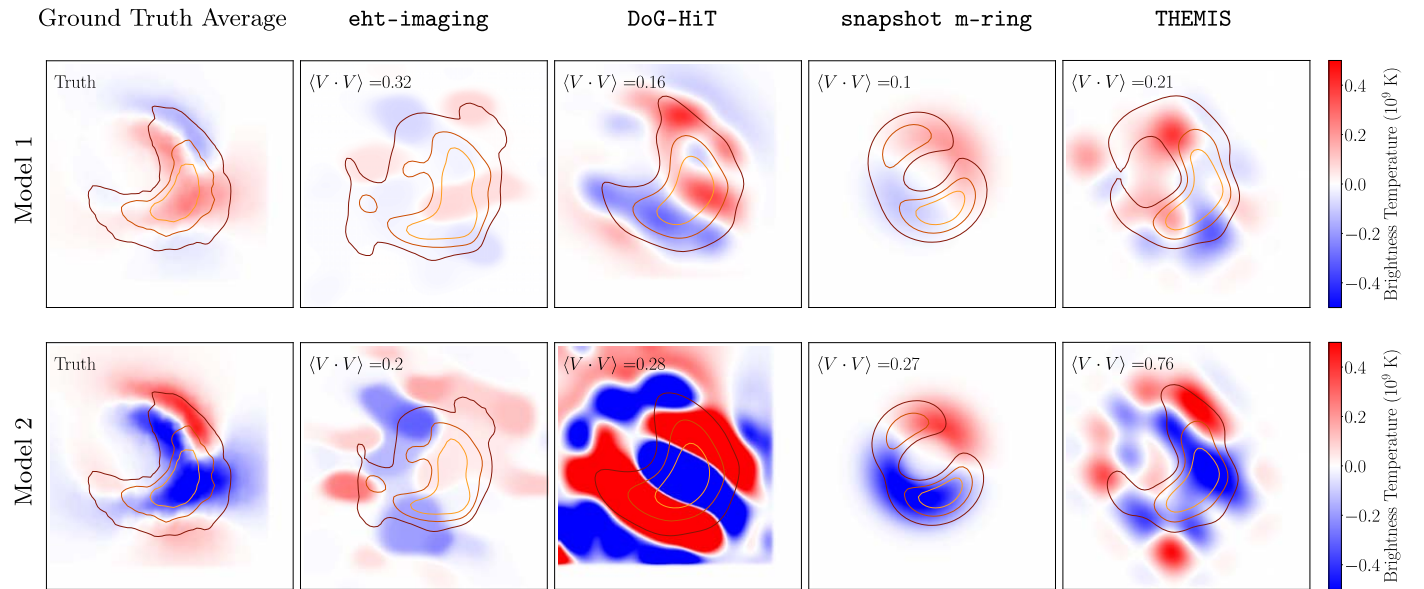 Ground Truth Average
eht-imaging
DoG-HiT
snapshot m-ring
THEMIS
Model 1
Truth
⟨V · V⟩ =0.32
⟨V · V⟩ =0.16
⟨V · V⟩ =0.1
⟨V · V⟩ =0.21
0.4
0.2
0.0
−0.2
−0.4
Brightness Temperature (10⁹ K)
Model 2
Truth
⟨V · V⟩ =0.2
⟨V · V⟩ =0.28
⟨V · V⟩ =0.27
⟨V · V⟩ =0.76
0.4
0.2
0.0
−0.2
−0.4
Brightness Temperature (10⁹ K)